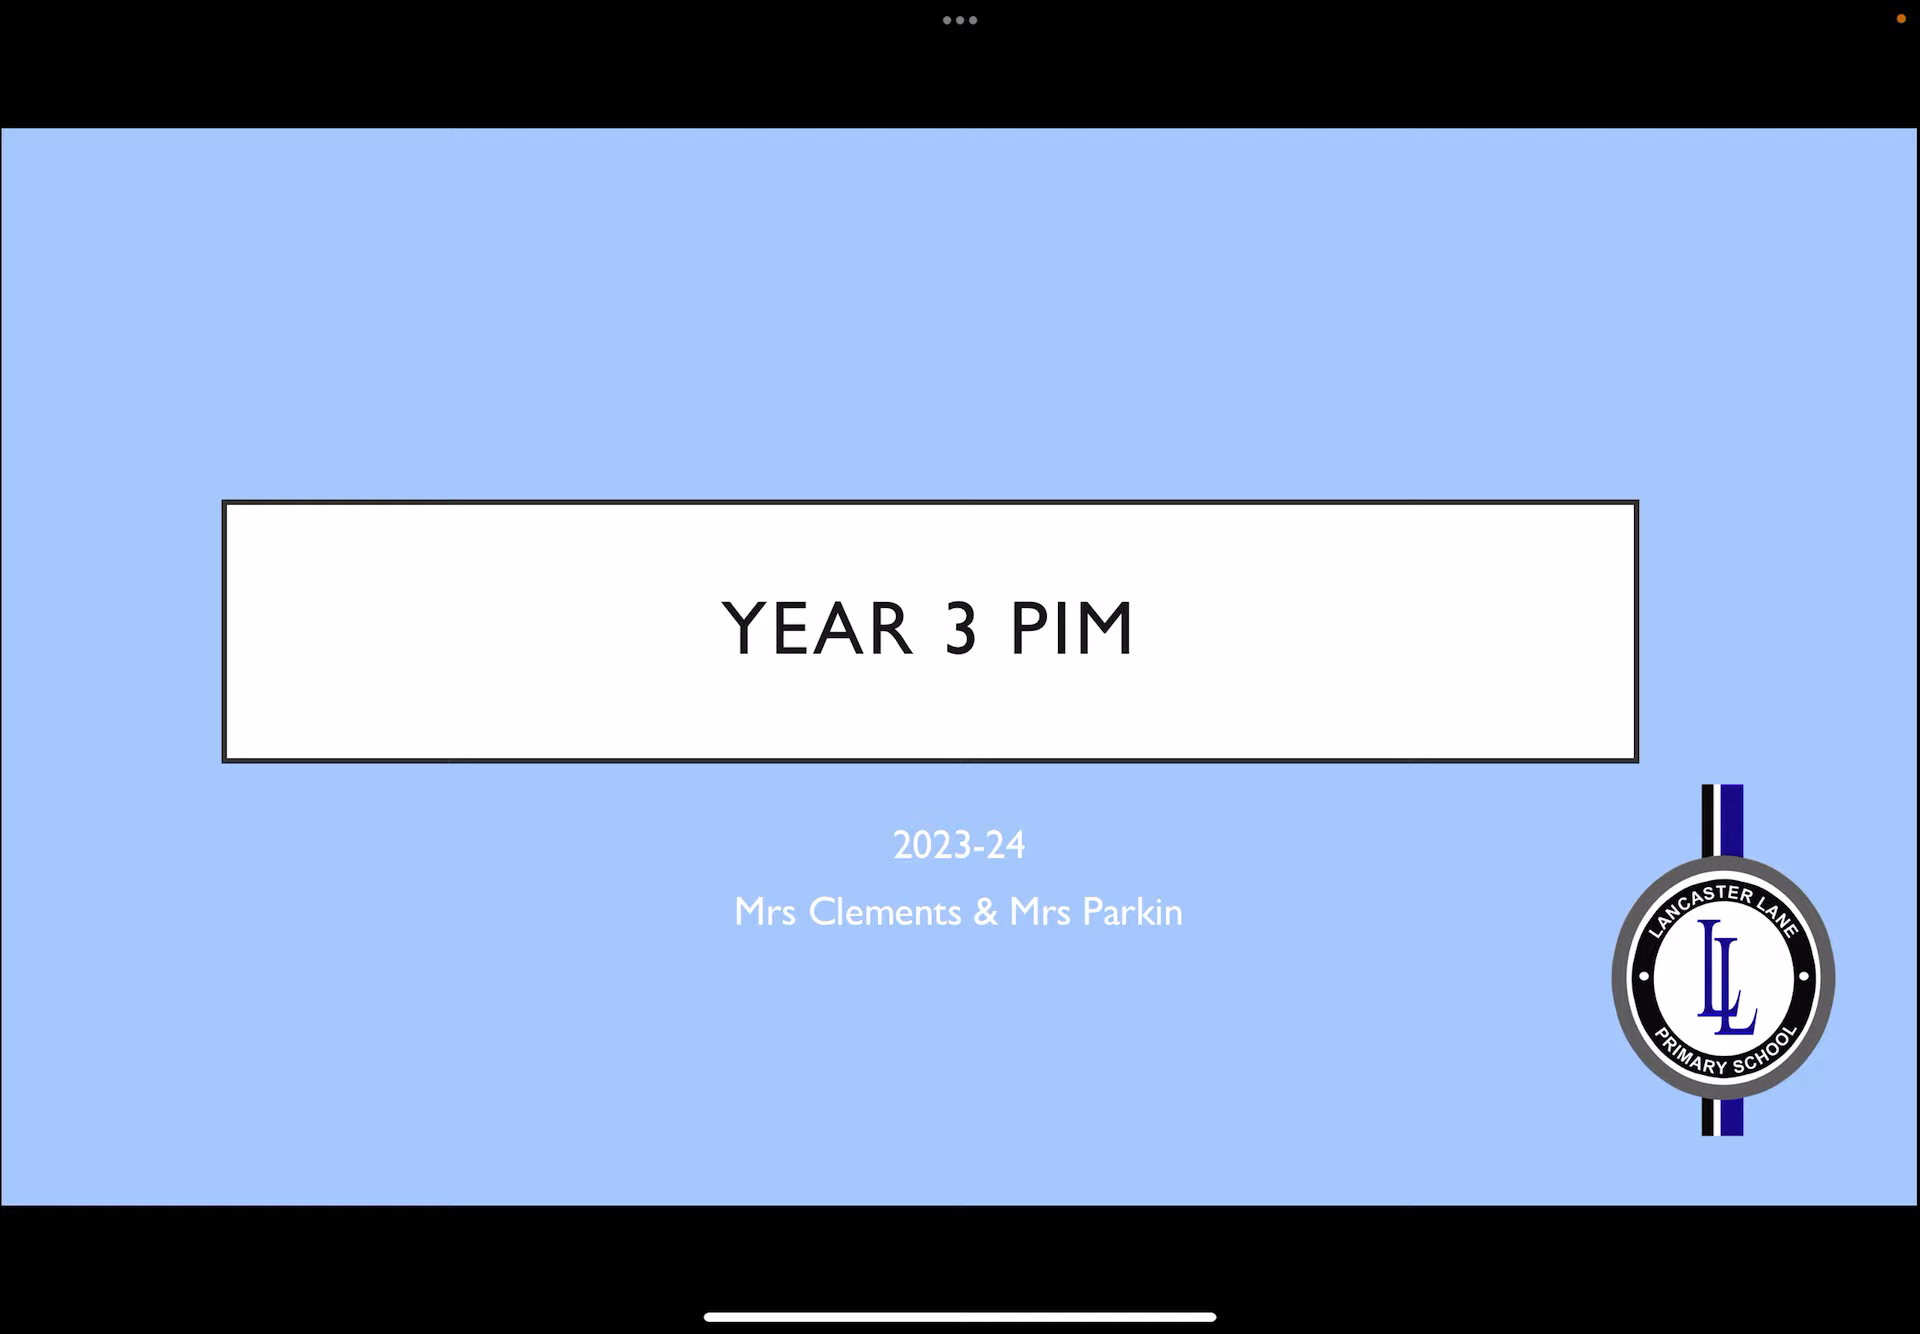 YEAR 3 PIM
2023-24
Mrs Clements & Mrs Parkin
LANCASTER LANE
LL
PRIMARY SCHOOL